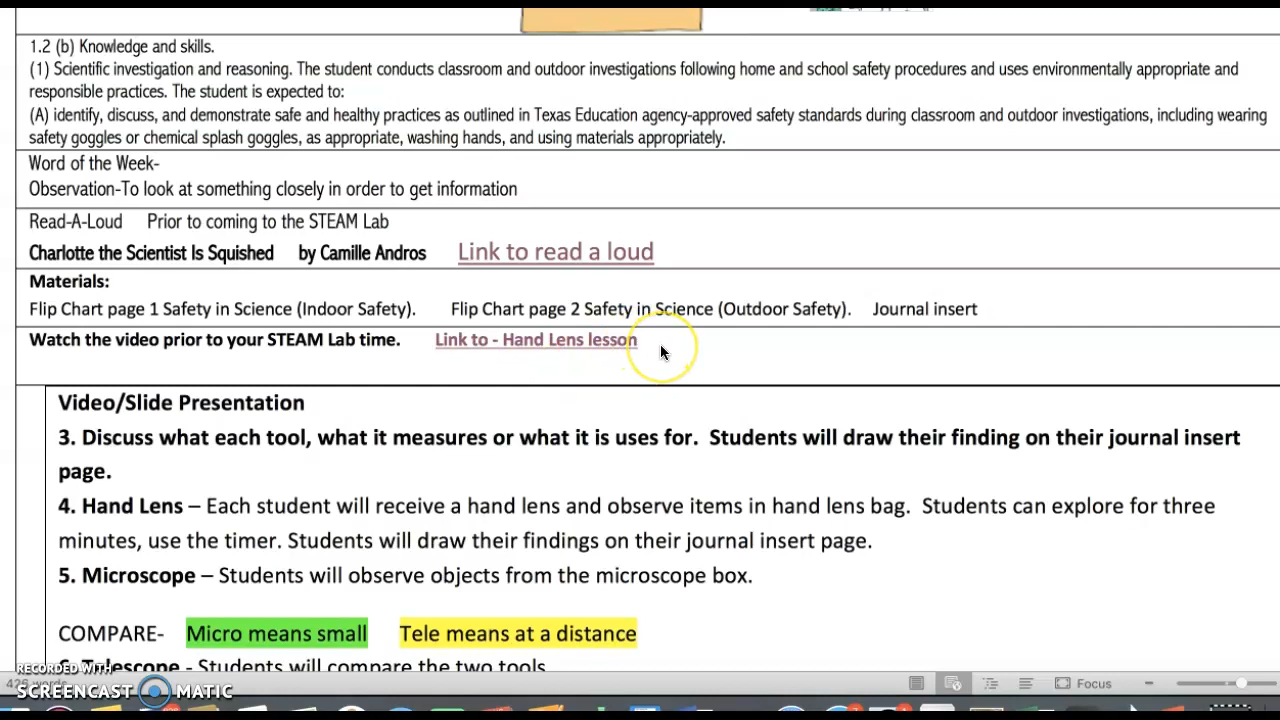 1.2 (b) Knowledge and skills.
(1) Scientific investigation and reasoning. The student conducts classroom and outdoor investigations following home and school safety procedures and uses environmentally appropriate and
responsible practices. The student is expected to:
(A) identify, discuss, and demonstrate safe and healthy practices as outlined in Texas Education agency-approved safety standards during classroom and outdoor investigations, including wearing
safety goggles or chemical splash goggles, as appropriate, washing hands, and using materials appropriately.
Word of the Week-
Observation-To look at something closely in order to get information
Read-A-Loud Prior to coming to the STEAM Lab
Charlotte the Scientist Is Squished by Camille Andros Link to read a loud
Materials:
Flip Chart page 1 Safety in Science (Indoor Safety). Flip Chart page 2 Safety in Science (Outdoor Safety). Journal insert
Watch the video prior to your STEAM Lab time. Link to - Hand Lens lesson
Video/Slide Presentation
3. Discuss what each tool, what it measures or what it is uses for. Students will draw their finding on their journal insert
page.
4. Hand Lens – Each student will receive a hand lens and observe items in hand lens bag. Students can explore for three
minutes, use the timer. Students will draw their findings on their journal insert page.
5. Microscope – Students will observe objects from the microscope box.
COMPARE- Micro means small Tele means at a distance
6. Telescope - Students will compare the two tools
RECORDED WITH
SCREENCAST MATIC
426 words
Focus